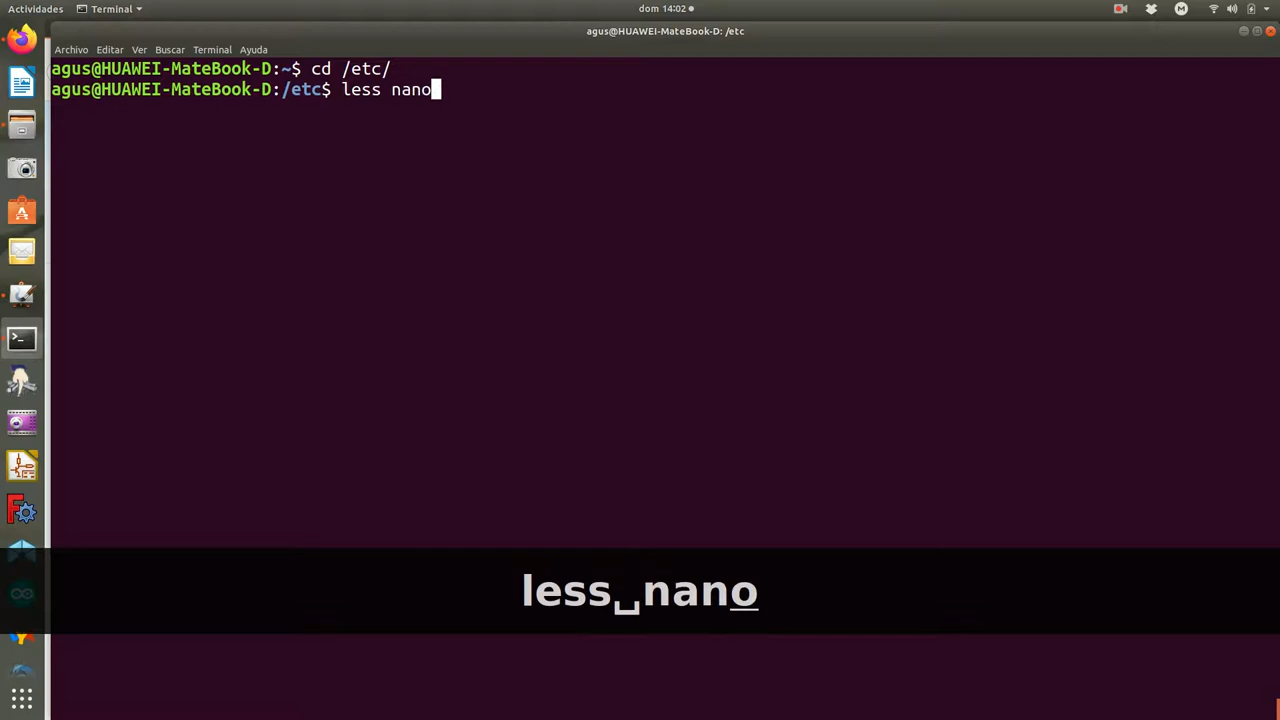 Actividades Terminal dom 14:02 M
agus@HUAWEI-MateBook-D: /etc
Archivo Editar Ver Buscar Terminal Ayuda
agus@HUAWEI-MateBook-D:~$ cd /etc/
agus@HUAWEI-MateBook-D:/etc$ less nano
less␣nano